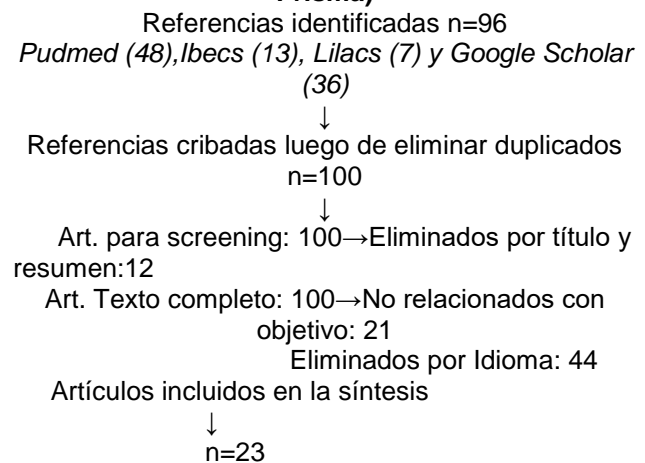 Prisma)
Referencias identificadas n=96
Pudmed (48),Ibecs (13), Lilacs (7) y Google Scholar
(36)
↓
Referencias cribadas luego de eliminar duplicados
n=100
↓
Art. para screening: 100→Eliminados por título y
resumen:12
Art. Texto completo: 100→No relacionados con
objetivo: 21
Eliminados por Idioma: 44
Artículos incluidos en la síntesis
↓
n=23